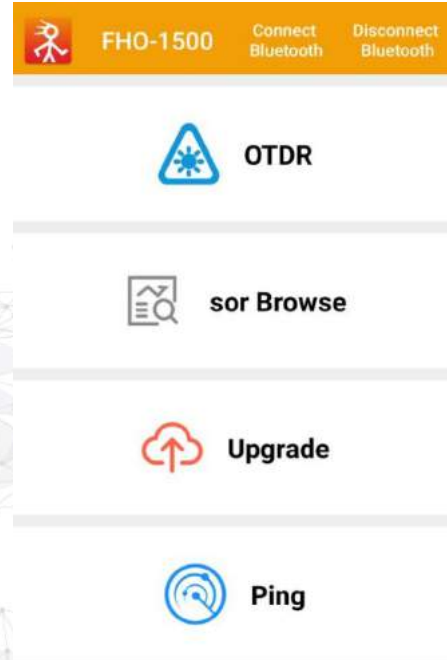 FHO-1500
Connect Bluetooth
Disconnect Bluetooth
OTDR
sor Browse
Upgrade
Ping